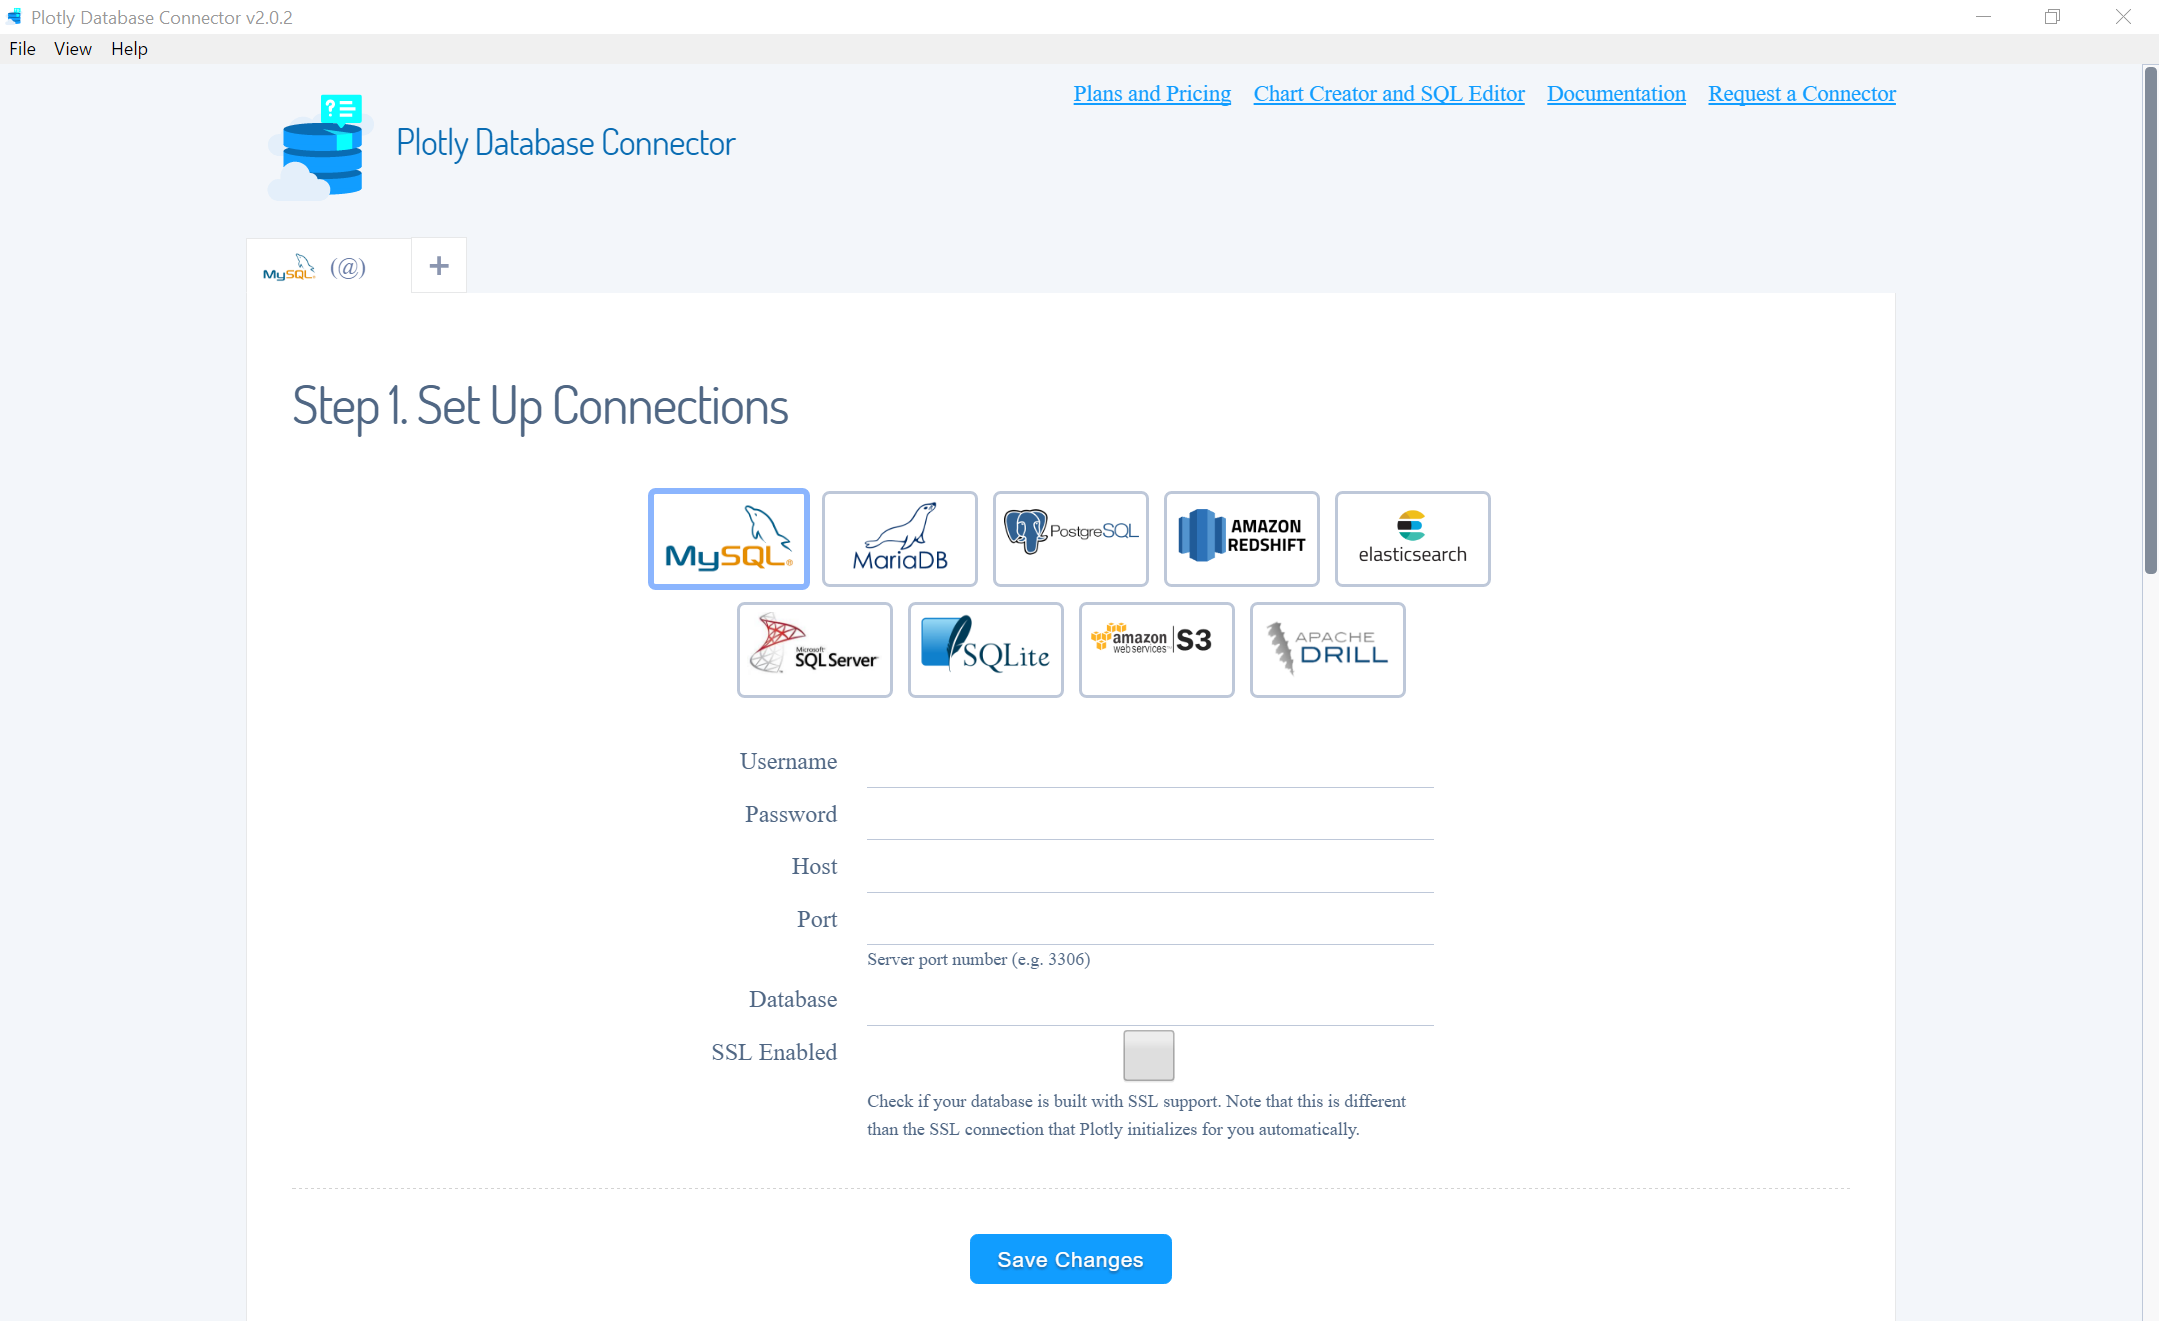 Plotly Database Connector v2.0.2
File View Help
Plans and Pricing Chart Creator and SQL Editor Documentation Request a Connector
?
Plotly Database Connector
MySQL (@) +
Step 1. Set Up Connections
MySQL®
MariaDB
PostgreSQL
AMAZON
REDSHIFT
elasticsearch
Microsoft
SQL Server
SQLite
amazon
web services
S3
APACHE
DRILL
Username
Password
Host
Port
Server port number (e.g. 3306)
Database
SSL Enabled
Check if your database is built with SSL support. Note that this is different
than the SSL connection that Plotly initializes for you automatically.
Save Changes